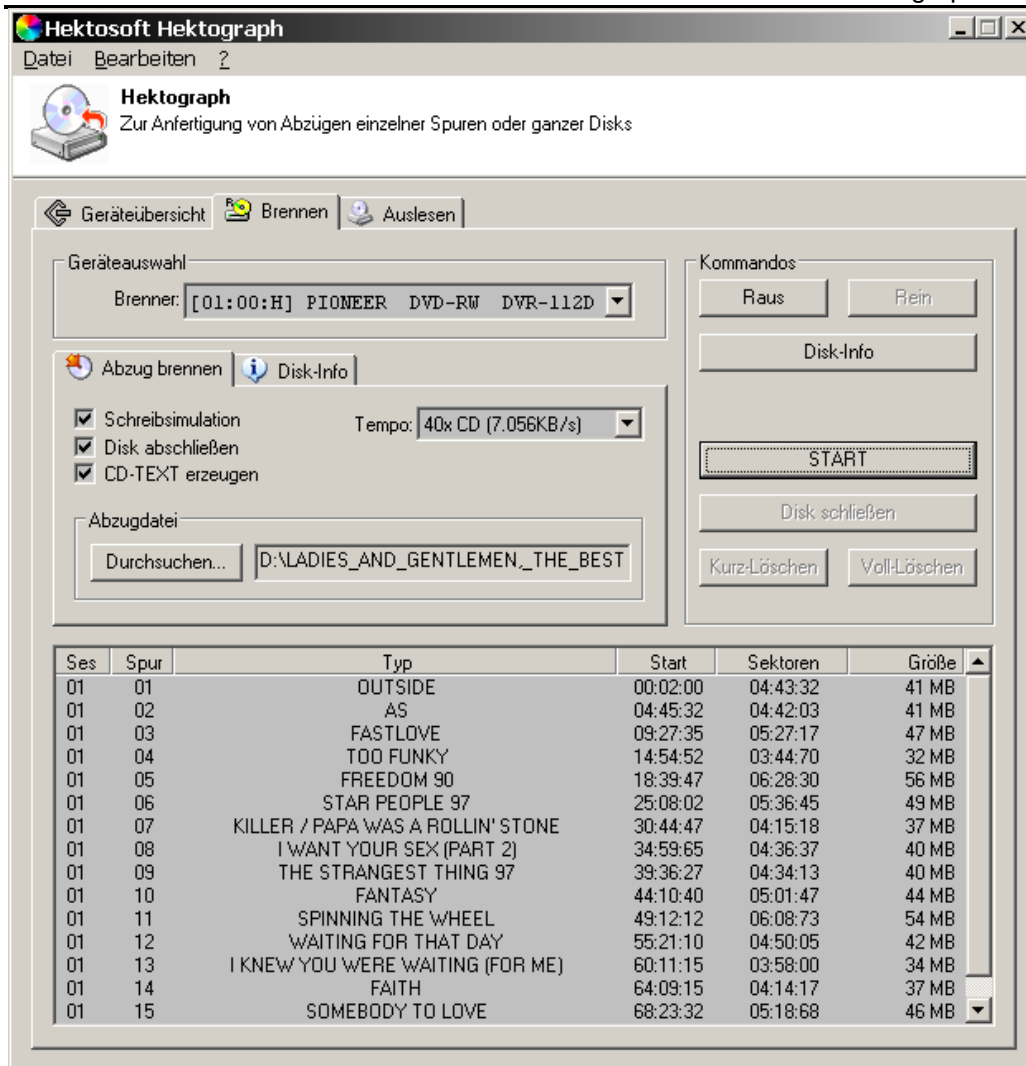 Hektosoft Hektograph
Datei Bearbeiten ?
Hektograph
Zur Anfertigung von Abzügen einzelner Spuren oder ganzer Disks
Geräteübersicht Brennen Auslesen
Geräteauswahl
Brenner: [01:00:H] PIONEER DVD-RW DVR-112D
Kommandos
Raus Rein
Disk-Info
START
Disk schließen
Kurz-Löschen Voll-Löschen
Abzug brennen Disk-Info
Schreibsimulation
Disk abschließen
CD-TEXT erzeugen
Tempo: 40x CD (7.056KB/s)
Abzugdatei
Durchsuchen... D:\LADIES_AND_GENTLEMEN,_THE_BEST
Ses Spur Typ Start Sektoren Größe
01 01 OUTSIDE 00:02:00 04:43:32 41 MB
01 02 AS 04:45:32 04:42:03 41 MB
01 03 FASTLOVE 09:27:35 05:27:17 47 MB
01 04 TOO FUNKY 14:54:52 03:44:70 32 MB
01 05 FREEDOM 90 18:39:47 06:28:30 56 MB
01 06 STAR PEOPLE 97 25:08:02 05:36:45 49 MB
01 07 KILLER / PAPA WAS A ROLLIN' STONE 30:44:47 04:15:18 37 MB
01 08 I WANT YOUR SEX (PART 2) 34:59:65 04:36:37 40 MB
01 09 THE STRANGEST THING 97 39:36:27 04:34:13 40 MB
01 10 FANTASY 44:10:40 05:01:47 44 MB
01 11 SPINNING THE WHEEL 49:12:12 06:08:73 54 MB
01 12 WAITING FOR THAT DAY 55:21:10 04:50:05 42 MB
01 13 I KNEW YOU WERE WAITING (FOR ME) 60:11:15 03:58:00 34 MB
01 14 FAITH 64:09:15 04:14:17 37 MB
01 15 SOMEBODY TO LOVE 68:23:32 05:18:68 46 MB